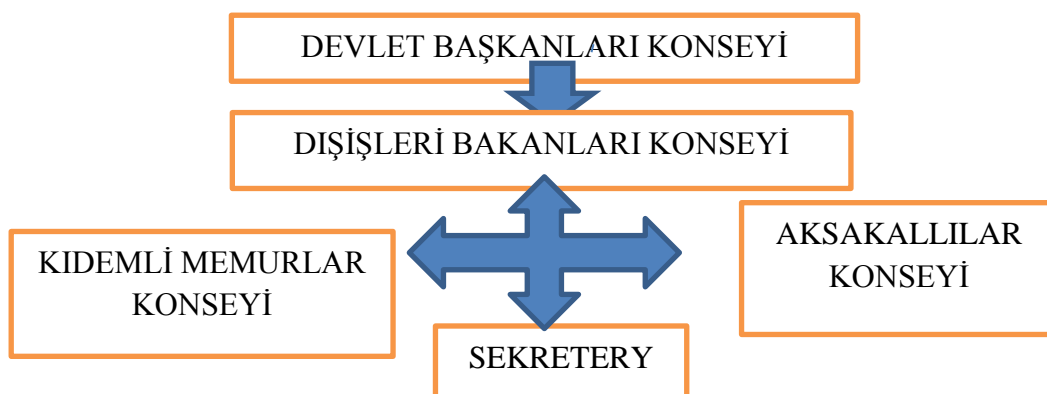 DEVLET BAŞKANLARI KONSEYİ
DIŞİŞLERİ BAKANLARI KONSEYİ
KIDEMLİ MEMURLAR
KONSEYİ
AKSAKALLILAR
KONSEYİ
SEKRETERY